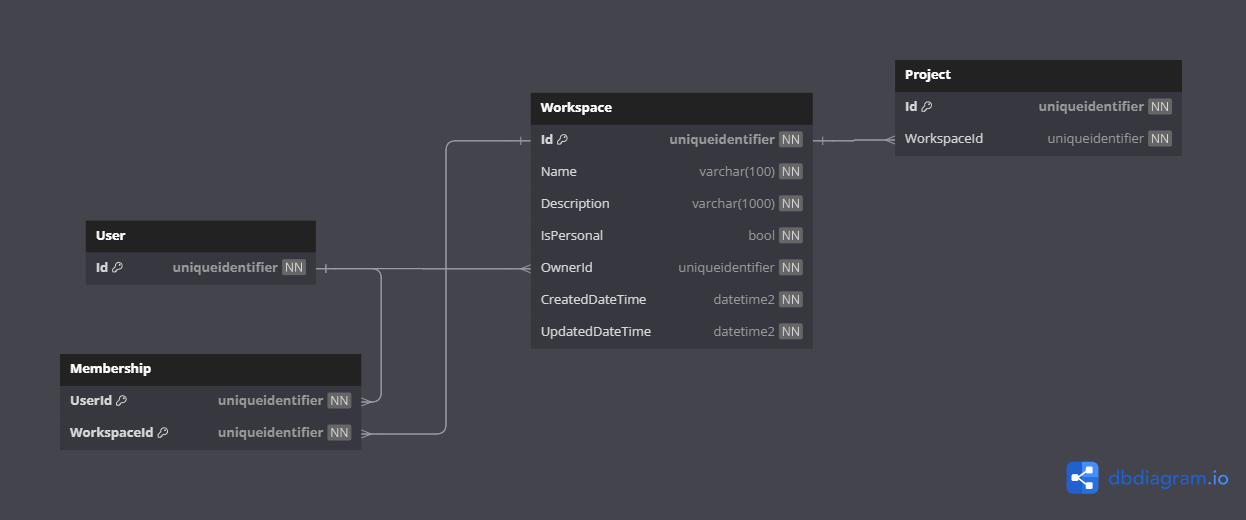 Project
Id uniqueidentifier NN
WorkspaceId uniqueidentifier NN
Workspace
Id uniqueidentifier NN
Name varchar(100) NN
Description varchar(1000) NN
IsPersonal bool NN
OwnerId uniqueidentifier NN
CreatedDateTime datetime2 NN
UpdatedDateTime datetime2 NN
User
Id uniqueidentifier NN
Membership
UserId uniqueidentifier NN
WorkspaceId uniqueidentifier NN
dbdiagram.io